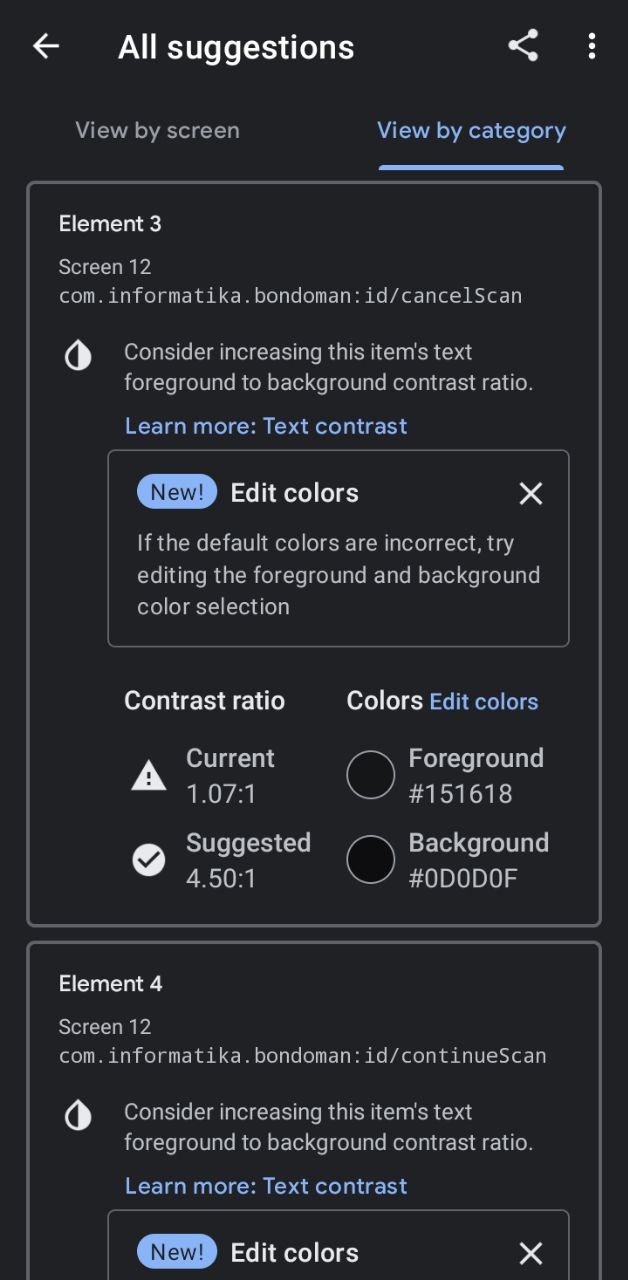 All suggestions
View by screen
View by category
Element 3
Screen 12
com.informatika.bondoman:id/cancelScan
Consider increasing this item's text
foreground to background contrast ratio.
Learn more: Text contrast
New! Edit colors
If the default colors are incorrect, try
editing the foreground and background
color selection
Contrast ratio
Colors Edit colors
Current
1.07:1
Foreground
#151618
Suggested
4.50:1
Background
#0D0D0F
Element 4
Screen 12
com.informatika.bondoman:id/continueScan
Consider increasing this item's text
foreground to background contrast ratio.
Learn more: Text contrast
New! Edit colors